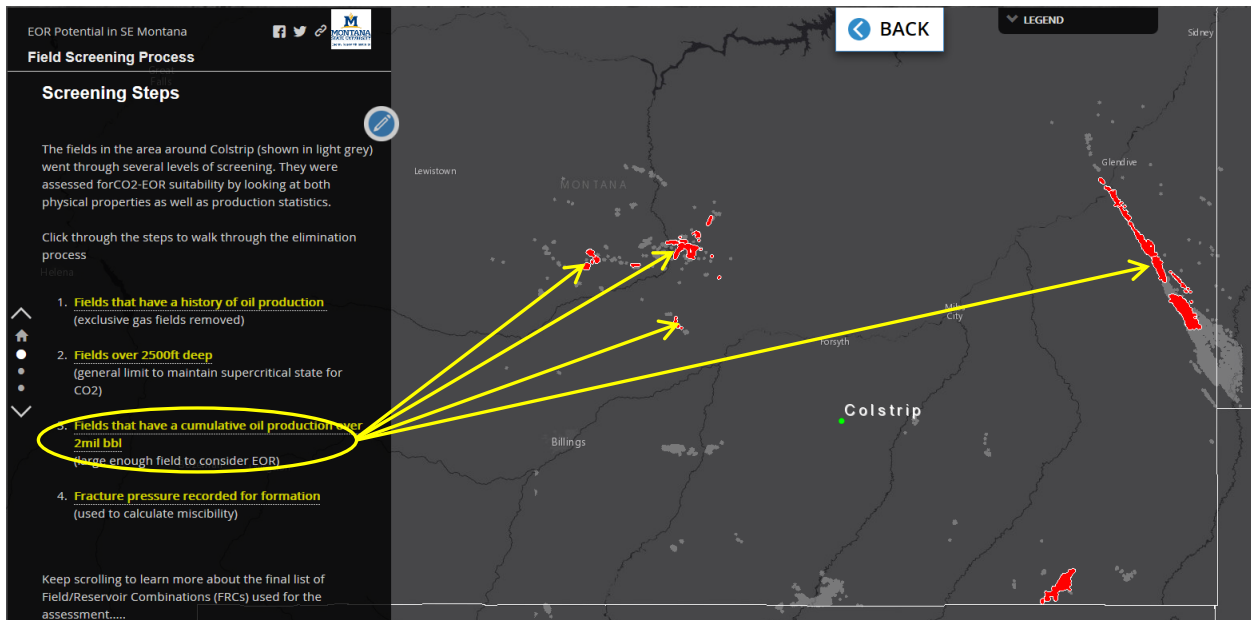 EOR Potential in SE Montana
MONTANA
STATE UNIVERSITY
Field Screening Process
Great
Falls
Screening Steps
The fields in the area around Colstrip (shown in light grey)
went through several levels of screening. They were
assessed forCO2-EOR suitability by looking at both
physical properties as well as production statistics.
Click through the steps to walk through the elimination
process
Helena
1. Fields that have a history of oil production
(exclusive gas fields removed)
2. Fields over 2500ft deep
(general limit to maintain supercritical state for
CO2)
3. Fields that have a cumulative oil production over
2mil bbl
(large enough field to consider EOR)
4. Fracture pressure recorded for formation
(used to calculate miscibility)
Keep scrolling to learn more about the final list of
Field/Reservoir Combinations (FRCs) used for the
assessment.....
BACK
LEGEND
Sidney
Glendive
Lewistown
MONTANA
Miles
City
Forsyth
Colstrip
Billings